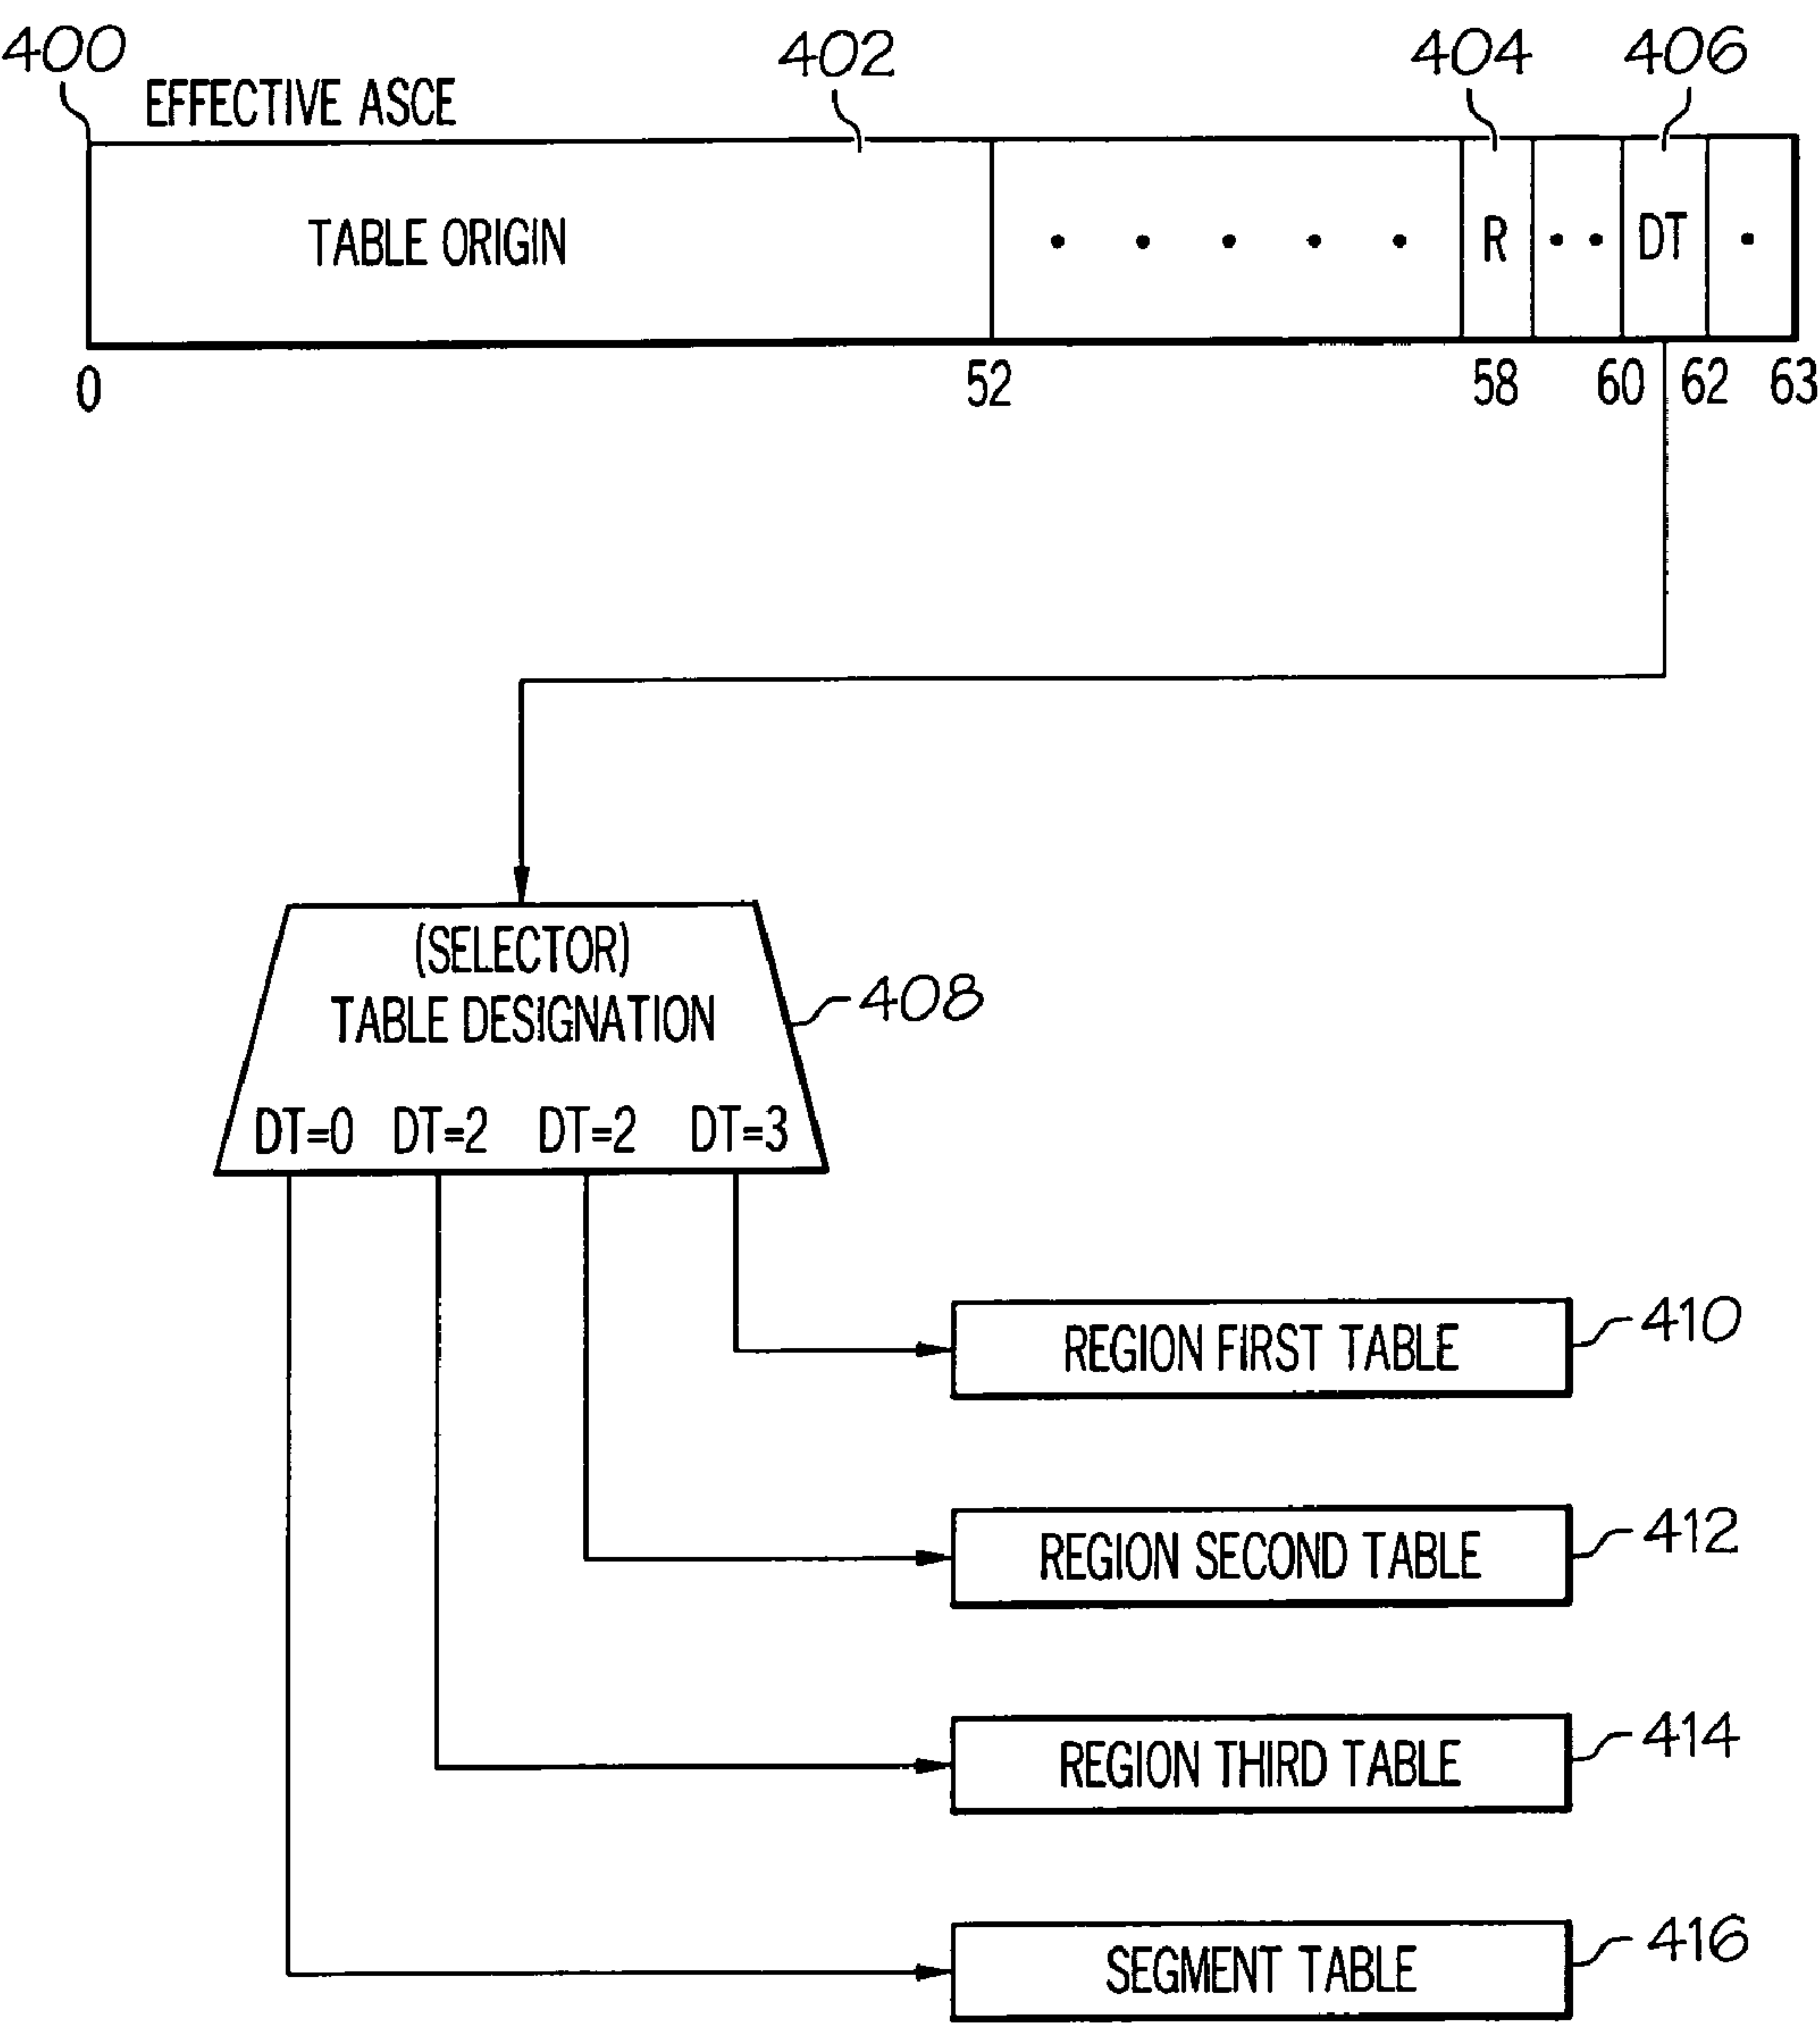 400 402 404 406
EFFECTIVE ASCE
TABLE ORIGIN • • • • • R • • DT •
0 52 58 60 62 63
(SELECTOR)
TABLE DESIGNATION
408
DT=0 DT=2 DT=2 DT=3
REGION FIRST TABLE
410
REGION SECOND TABLE
412
REGION THIRD TABLE
414
SEGMENT TABLE
416